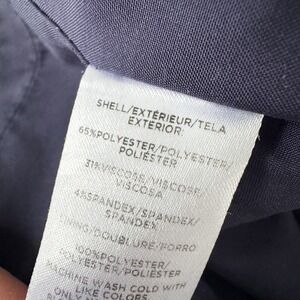 SHELL/EXTÉRIEUR/TELA
EXTERIOR:
65%POLYESTER/POLYESTER/
POLIÉSTER
31%VISCOSE/VISCOSE/
VISCOSA
4%SPANDEX/SPANDEX/
SPANDEX
LINING/DOUBLURE/FORRO
100%POLYESTER/
POLYESTER/POLIÉSTER
MACHINE WASH COLD WITH
LIKE COLORS
ONLY